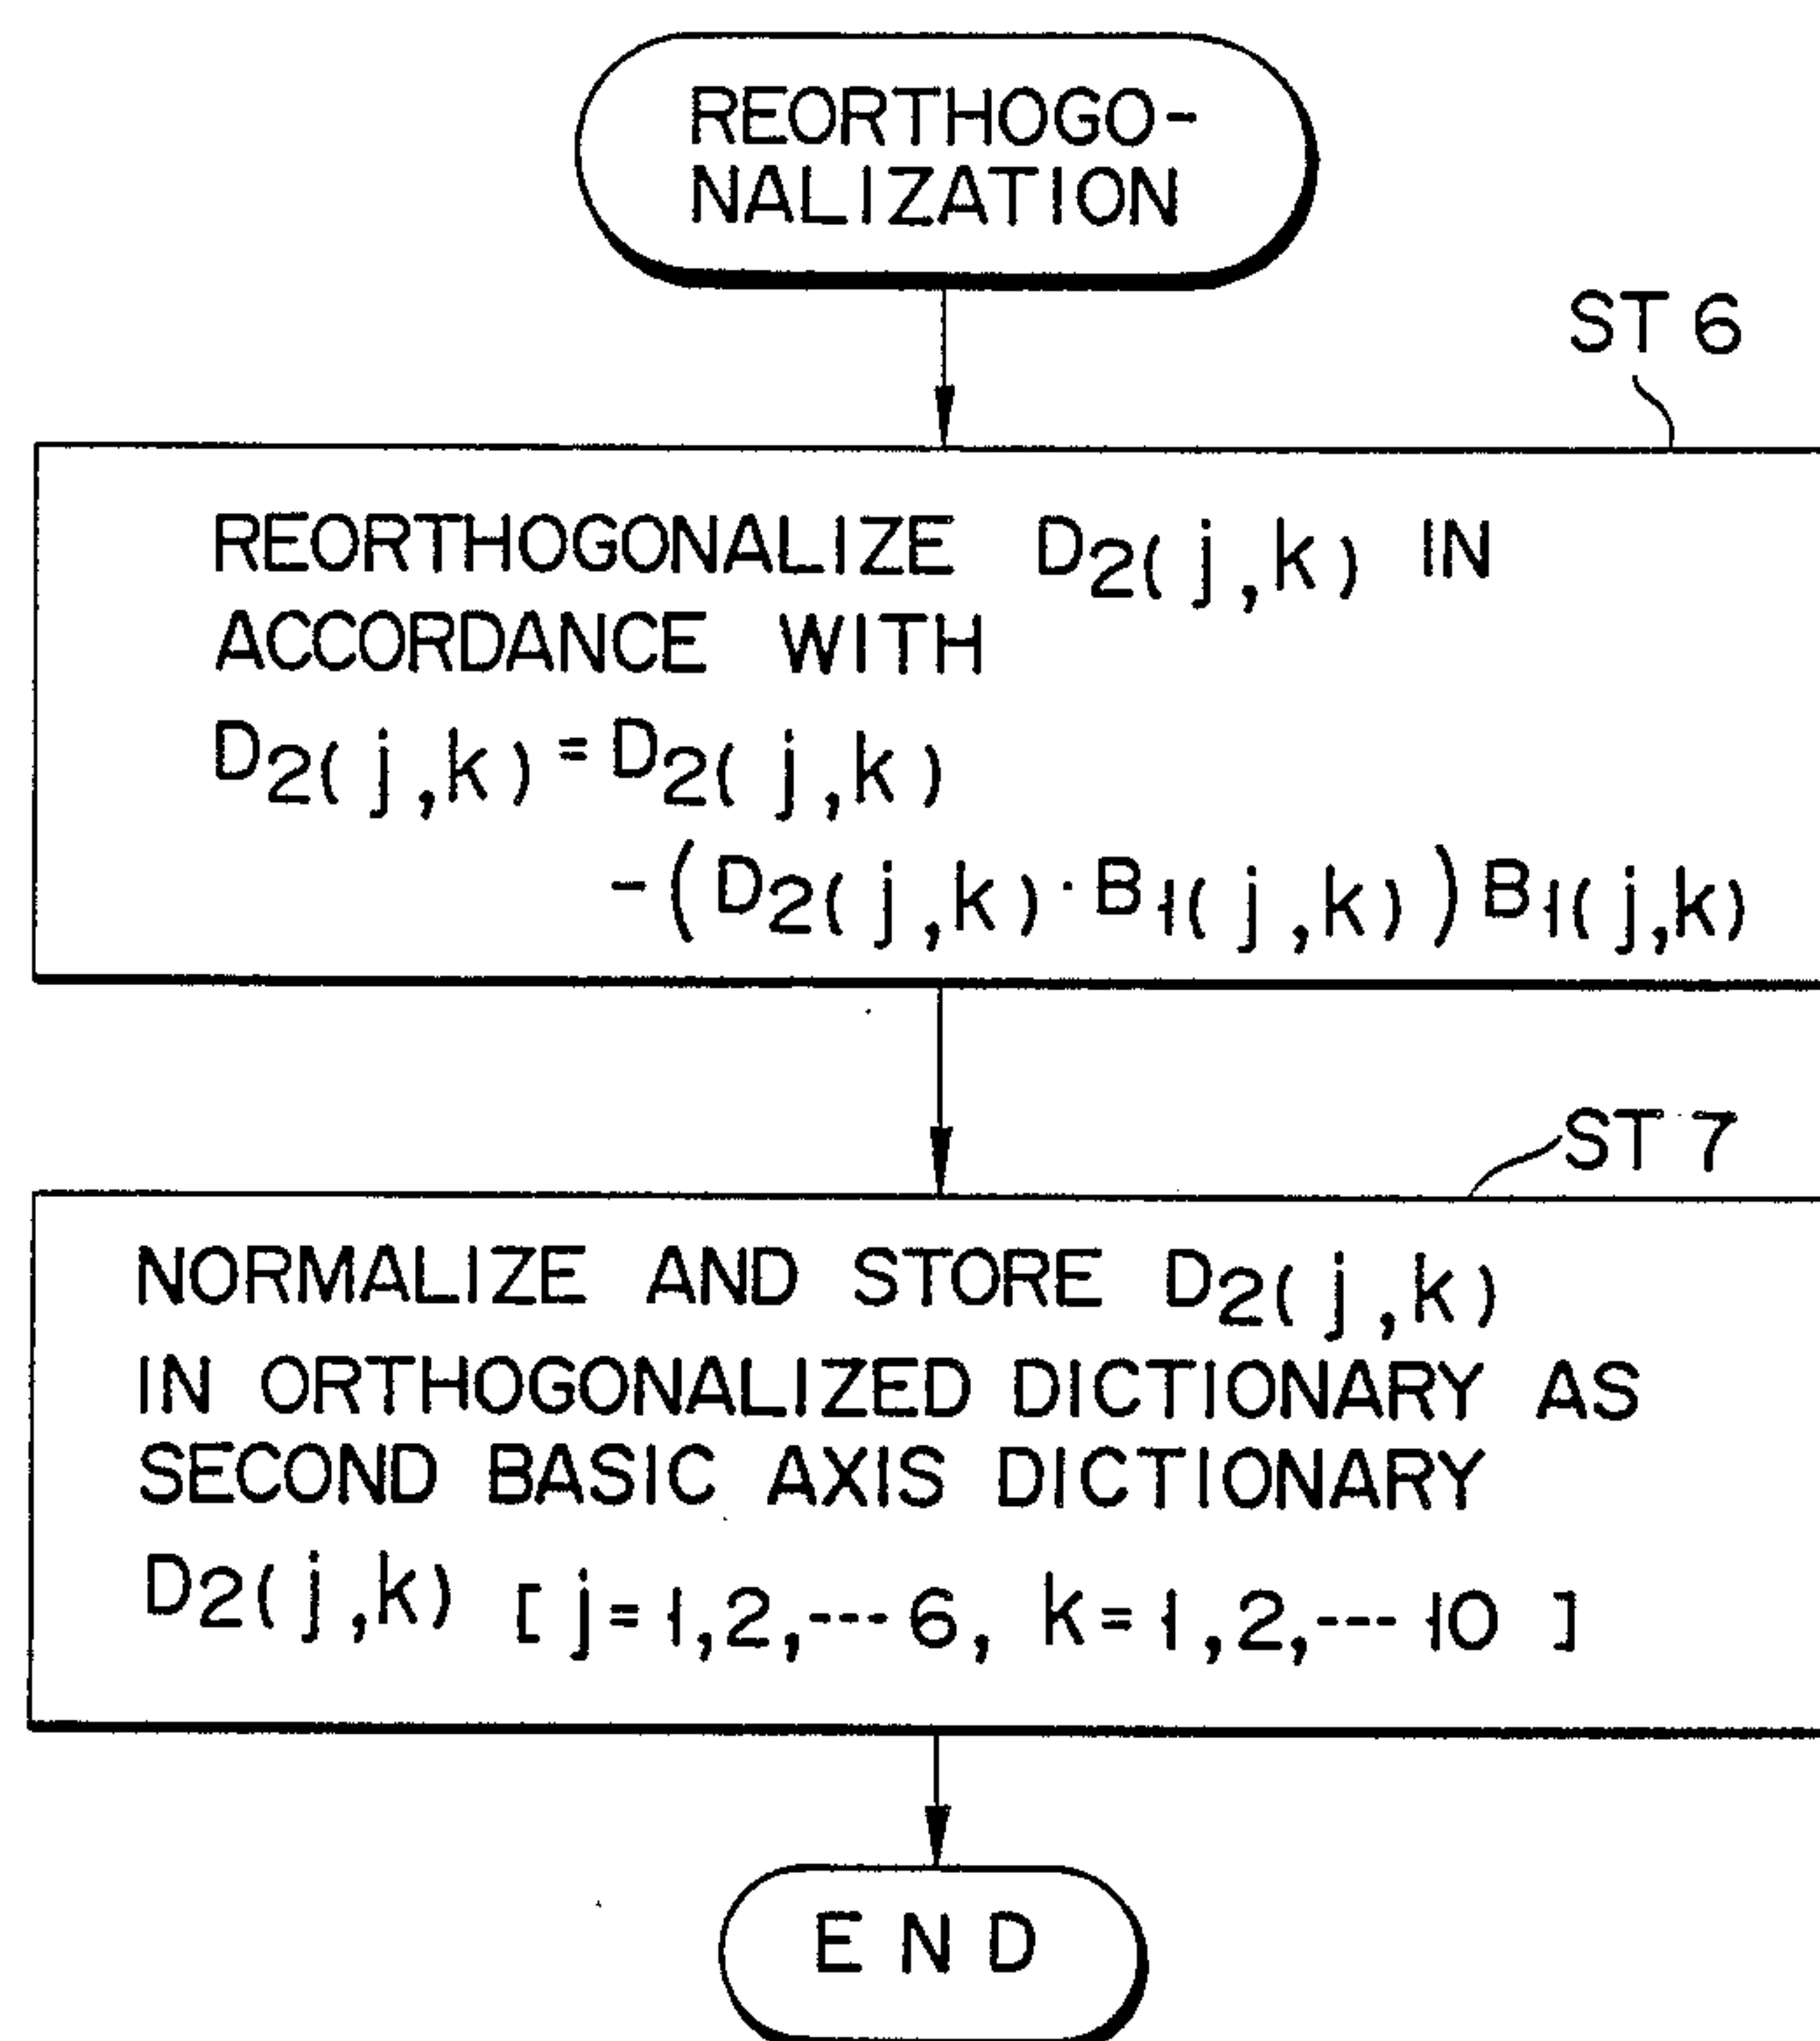 REORTHOGO-
NALIZATION
ST 6
REORTHOGONALIZE D2(j,k) IN
ACCORDANCE WITH
D2(j,k)=D2(j,k)
-(D2(j,k)·B1(j,k))B1(j,k)
ST 7
NORMALIZE AND STORE D2(j,k)
IN ORTHOGONALIZED DICTIONARY AS
SECOND BASIC AXIS DICTIONARY
D2(j,k) [j=1,2,---6, k=1,2,---10]
END